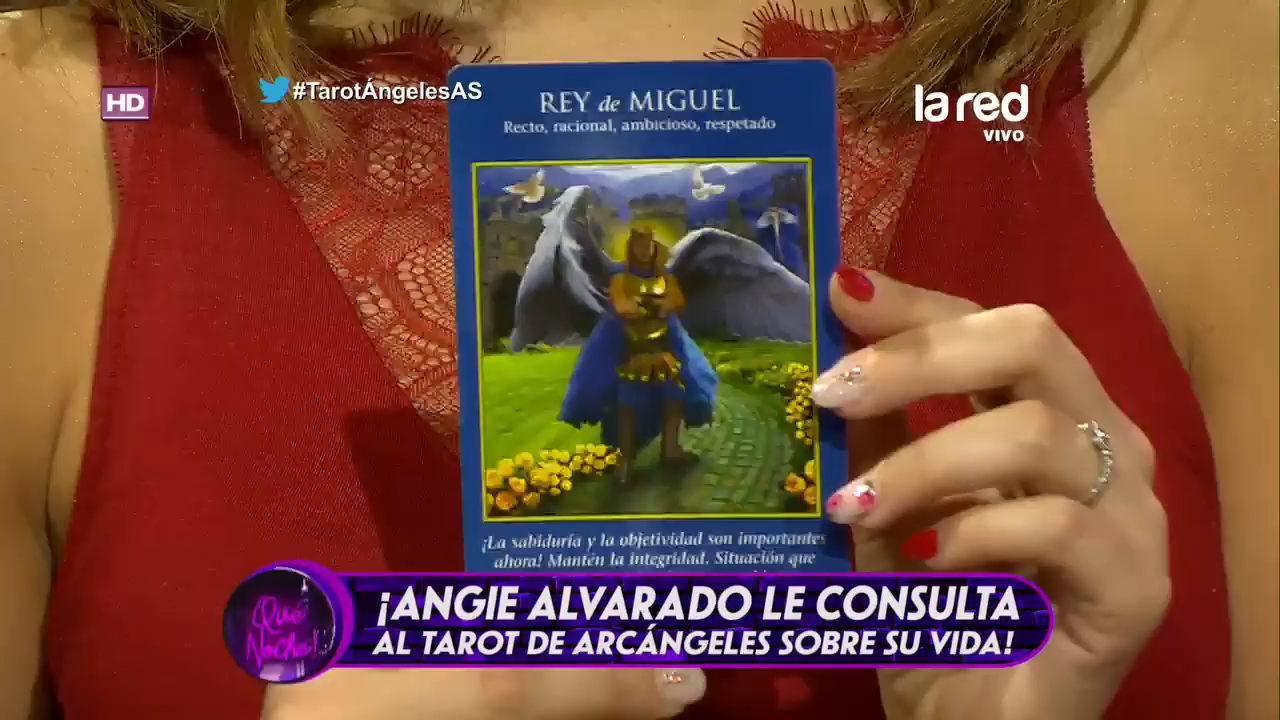 HD
#TarotÁngelesAS
la red
VIVO
REY de MIGUEL
Recto, racional, ambicioso, respetado
¡La sabiduría y la objetividad son importantes
ahora! Mantén la integridad. Situación que
Qué
Noche!
¡ANGIE ALVARADO LE CONSULTA
AL TAROT DE ARCÁNGELES SOBRE SU VIDA!